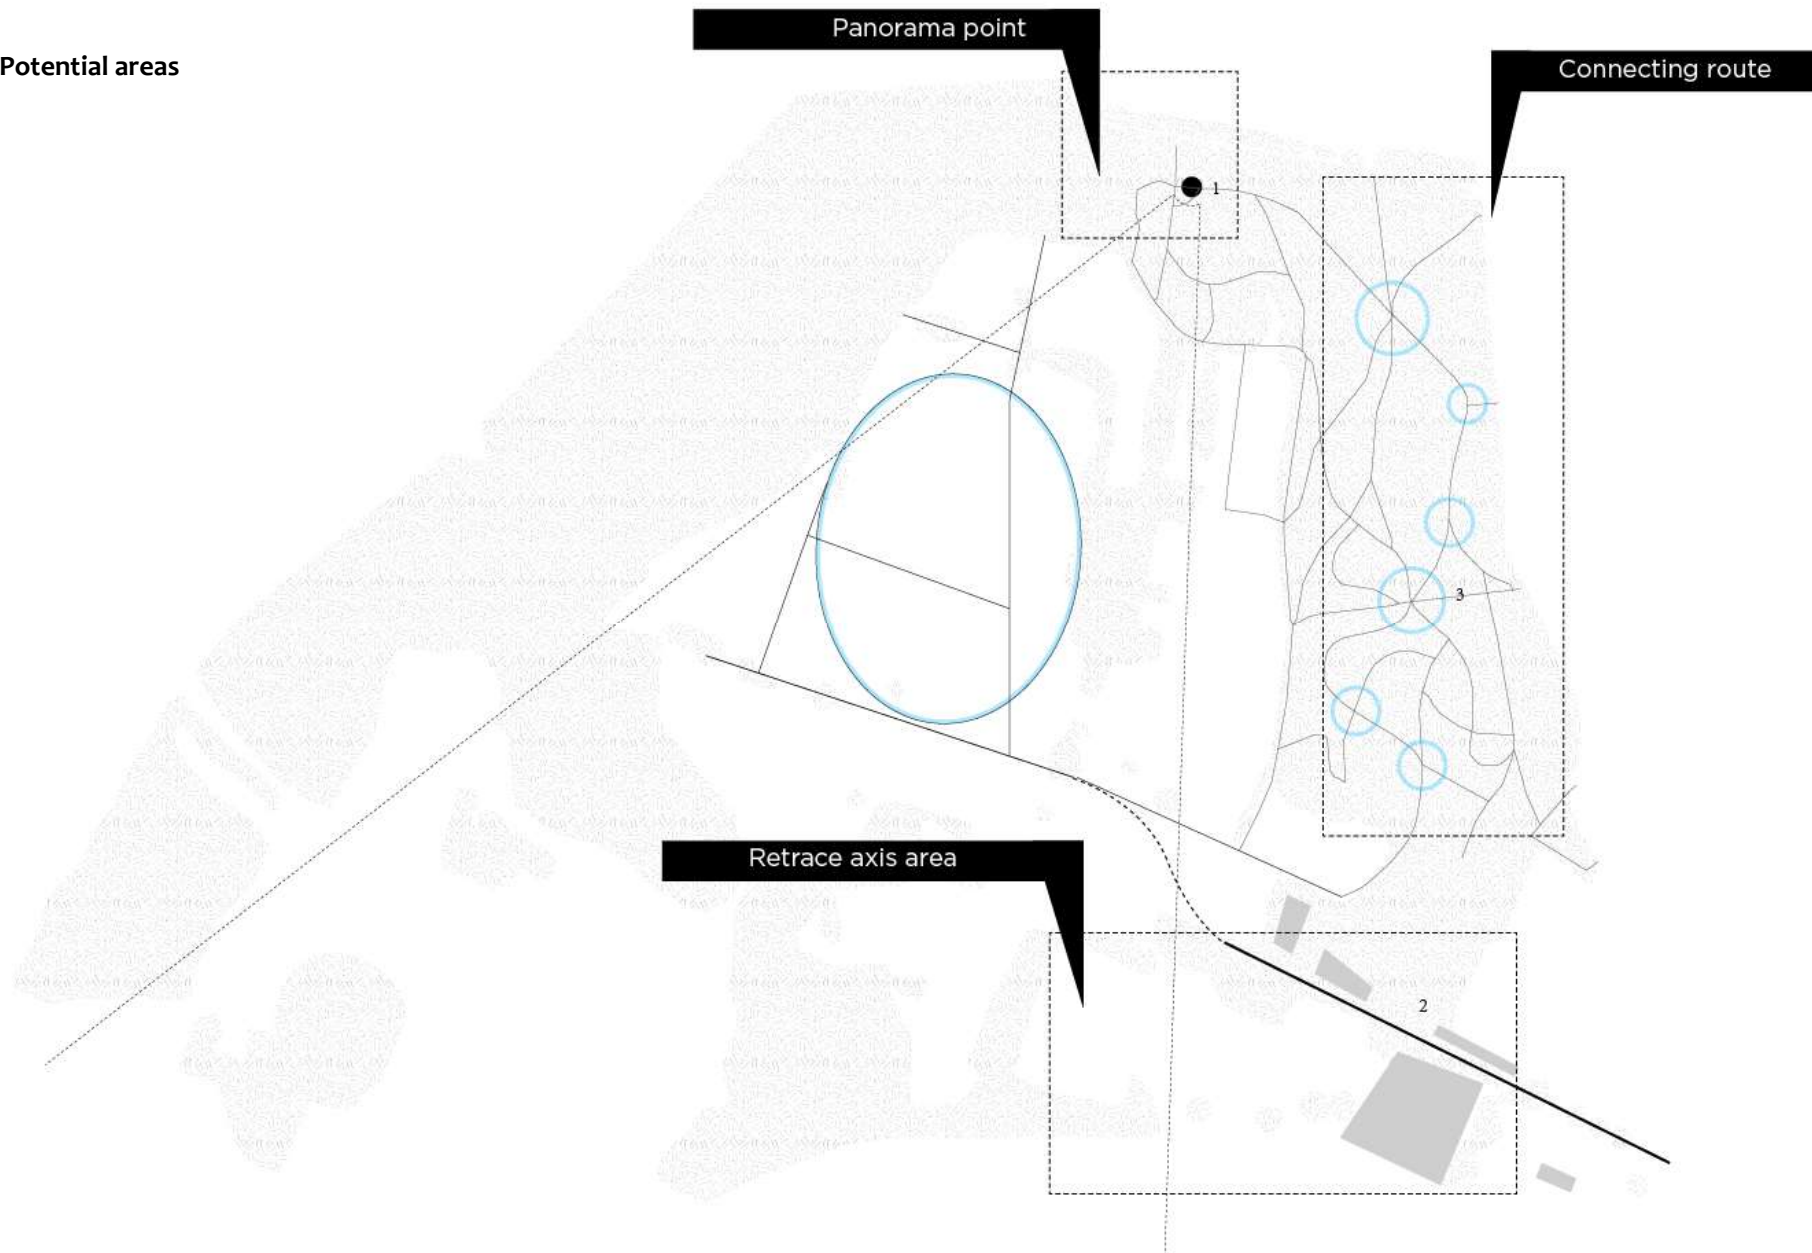 Panorama point
Potential areas
Connecting route
1
3
Retrace axis area
2